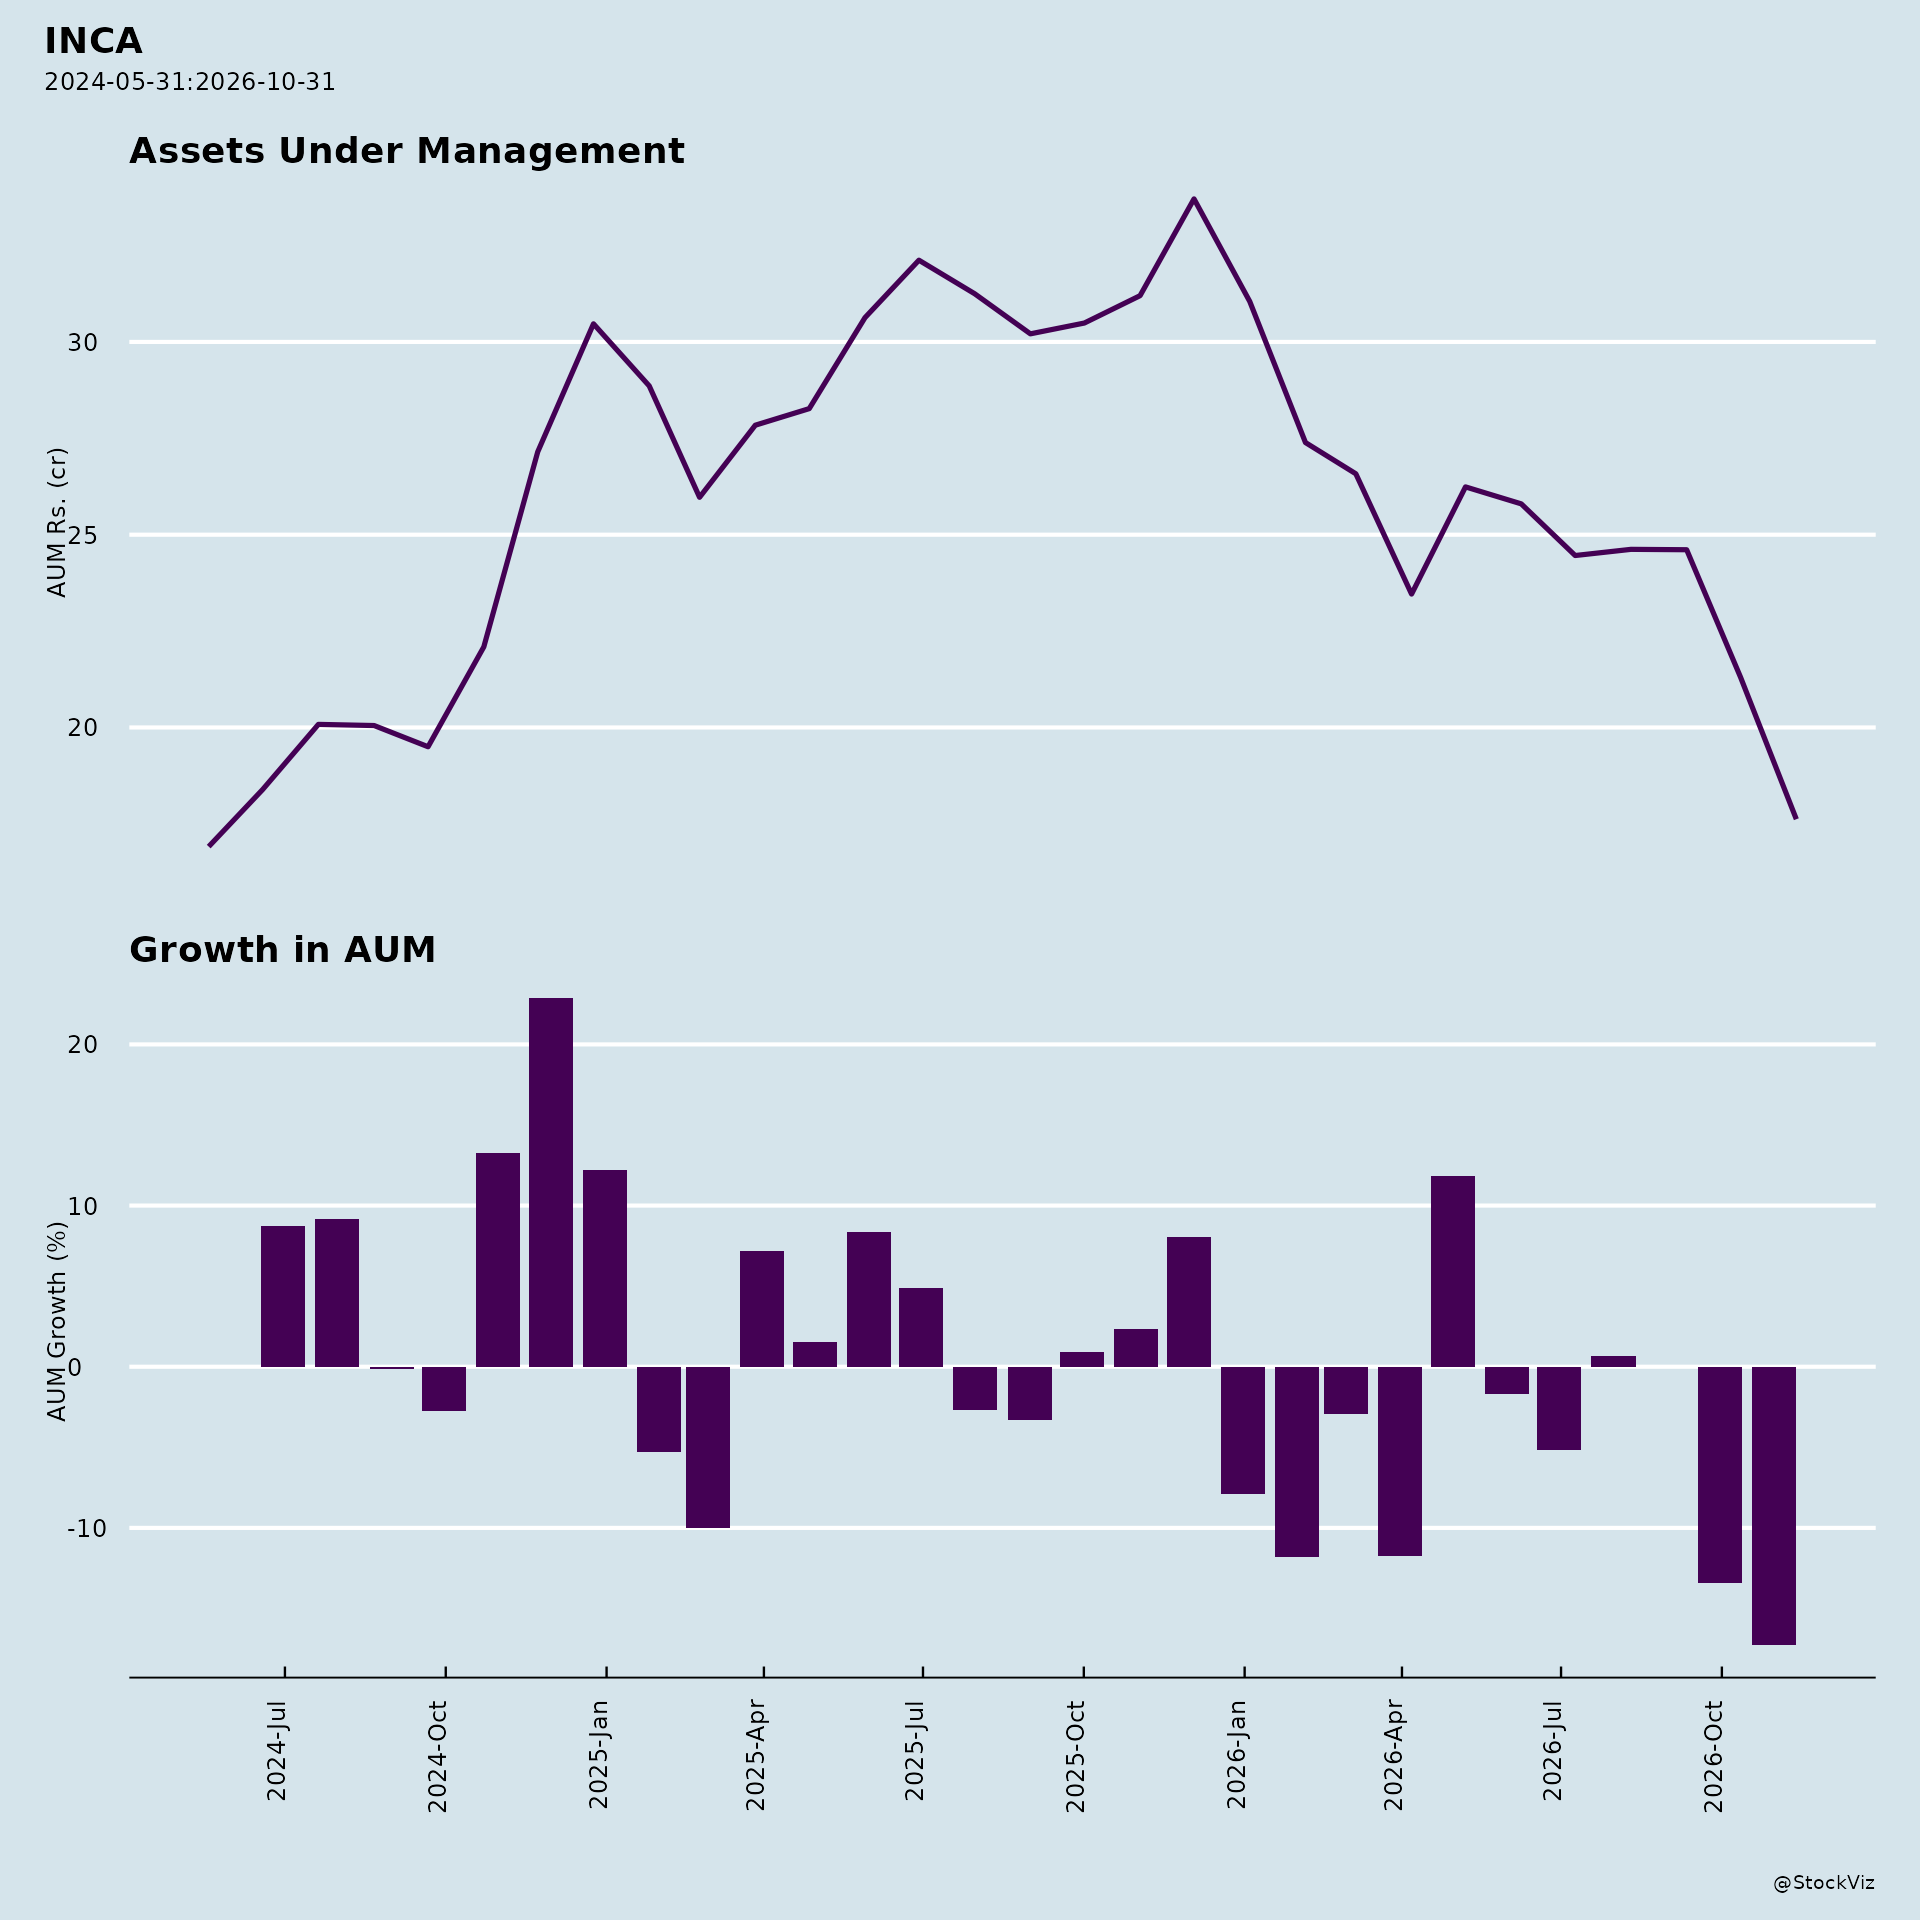 INCA
2024-05-31:2026-10-31
Assets Under Management
AUM Rs. (cr)
30
25
20
Growth in AUM
AUM Growth (%)
20
10
0
-10
2024-Jul
2024-Oct
2025-Jan
2025-Apr
2025-Jul
2025-Oct
2026-Jan
2026-Apr
2026-Jul
2026-Oct
@StockViz